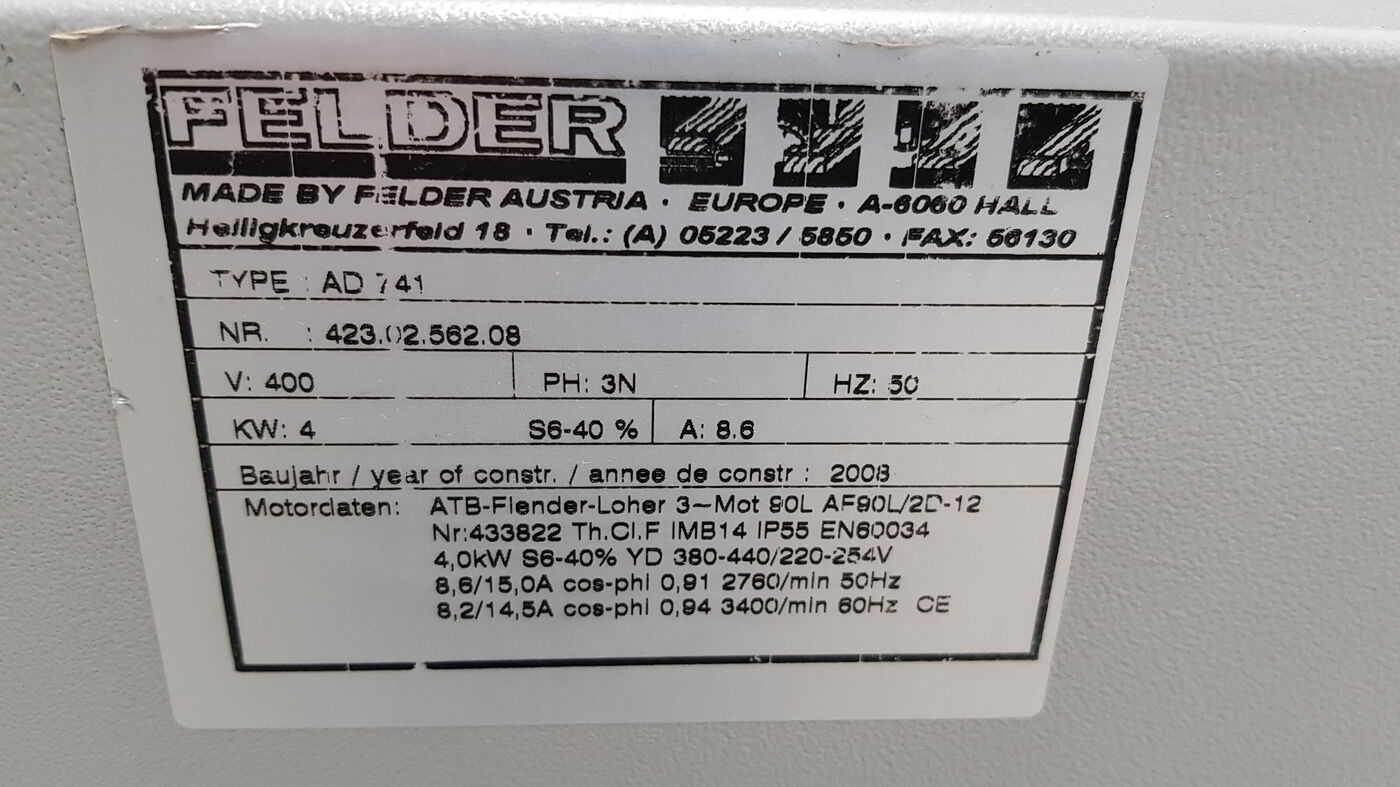 FELDER
MADE BY FELDER AUSTRIA · EUROPE · A-6060 HALL
Heiligkreuzerfeld 18 · Tel.: (A) 05223 / 5850 · FAX: 56130
TYPE : AD 741
NR. : 423.02.562.08
V: 400 PH: 3N HZ: 50
KW: 4 S6-40 % A: 8.6
Baujahr / year of constr. / annee de constr : 2008
Motordaten: ATB-Flender-Loher 3~Mot 90L AF90L/2D-12
Nr:433822 Th.Cl.F IMB14 IP55 EN60034
4,0kW S6-40% YD 380-440/220-254V
8,6/15,0A cos-phi 0,91 2760/min 50Hz
8,2/14,5A cos-phi 0,94 3400/min 60Hz CE